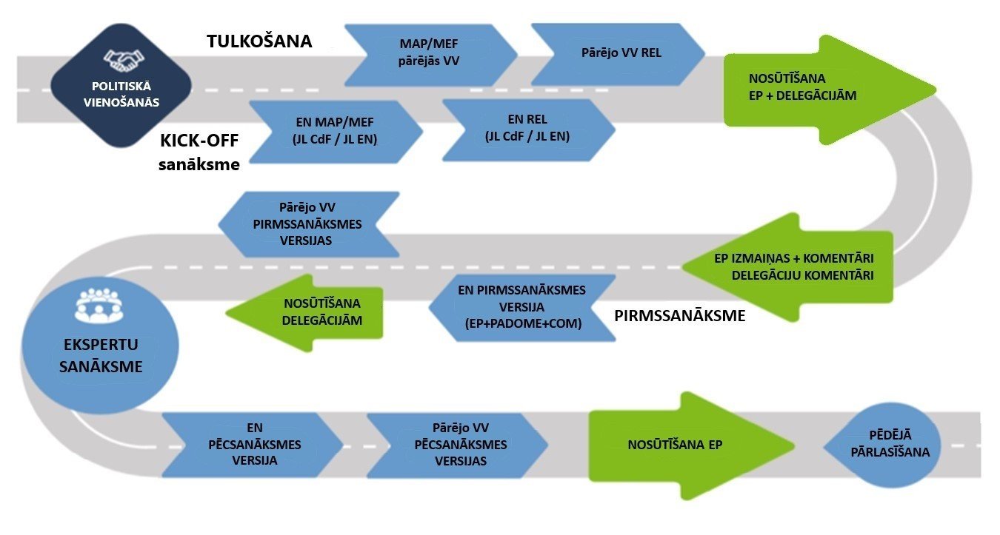 POLITISKĀ
VIENOŠANĀS
TULKOŠANA
MAP/MEF
pārējās VV
Pārējo VV REL
NOSŪTĪŠANA
EP + DELEGĀCIJĀM
KICK-OFF
sanāksme
EN MAP/MEF
(JL CdF / JL EN)
EN REL
(JL CdF / JL EN)
EP IZMAIŅAS + KOMENTĀRI
DELEGĀCIJU KOMENTĀRI
PIRMSSANĀKSME
EN PIRMSSANĀKSMES
VERSIJA
(EP+PADOME+COM)
Pārējo VV
PIRMSSANĀKSMES
VERSIJAS
NOSŪTĪŠANA
DELEGĀCIJĀM
EKSPERTU
SANĀKSME
EN
PĒCSANĀKSMES
VERSIJA
Pārējo VV
PĒCSANĀKSMES
VERSIJAS
NOSŪTĪŠANA EP
PĒDĒJĀ
PĀRLASĪŠANA